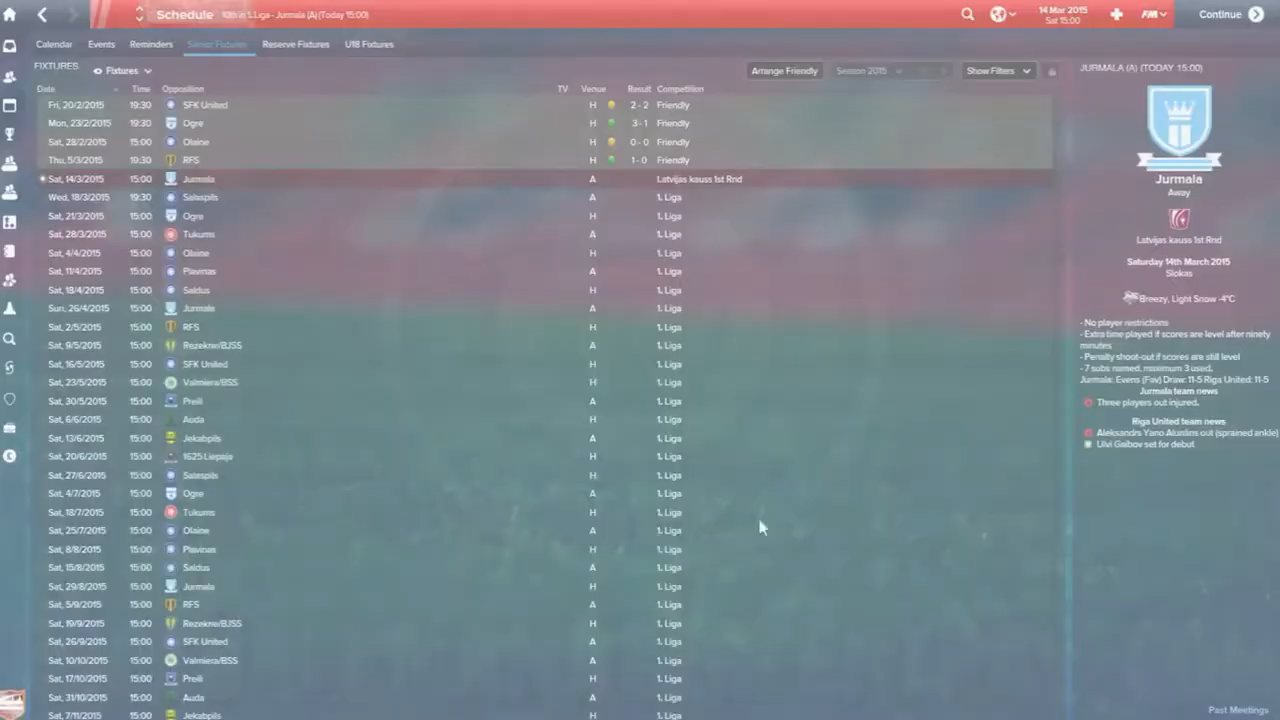 Schedule 10th in 1. Liga - Jurmala (A) (Today 15:00)
14 Mar 2015
Sat 15:00
FM
Continue
Calendar Events Reminders Senior Fixtures Reserve Fixtures U18 Fixtures
FIXTURES Fixtures
Arrange Friendly Season 2015 Show Filters
JURMALA (A) (TODAY 15:00)
Date Time Opposition TV Venue Result Competition
Fri, 20/2/2015 19:30 SFK United H 2 - 2 Friendly
Mon, 23/2/2015 19:30 Ogre H 3 - 1 Friendly
Sat, 28/2/2015 15:00 Olaine H 0 - 0 Friendly
Thu, 5/3/2015 19:30 RFS H 1 - 0 Friendly
Sat, 14/3/2015 15:00 Jurmala A Latvijas kauss 1st Rnd
Wed, 18/3/2015 19:30 Salaspils A 1. Liga
Sat, 21/3/2015 15:00 Ogre H 1. Liga
Sat, 28/3/2015 15:00 Tukums A 1. Liga
Sat, 4/4/2015 15:00 Olaine H 1. Liga
Sat, 11/4/2015 15:00 Plavinas A 1. Liga
Sat, 18/4/2015 15:00 Saldus H 1. Liga
Sun, 26/4/2015 15:00 Jurmala A 1. Liga
Sat, 2/5/2015 15:00 RFS H 1. Liga
Sat, 9/5/2015 15:00 Rezekne/BJSS A 1. Liga
Sat, 16/5/2015 15:00 SFK United H 1. Liga
Sat, 23/5/2015 15:00 Valmiera/BSS H 1. Liga
Sat, 30/5/2015 15:00 Preili A 1. Liga
Sat, 6/6/2015 15:00 Auda H 1. Liga
Sat, 13/6/2015 15:00 Jekabpils A 1. Liga
Sat, 20/6/2015 15:00 1625 Liepaja H 1. Liga
Sat, 27/6/2015 15:00 Salaspils H 1. Liga
Sat, 4/7/2015 15:00 Ogre A 1. Liga
Sat, 18/7/2015 15:00 Tukums H 1. Liga
Sat, 25/7/2015 15:00 Olaine A 1. Liga
Sat, 8/8/2015 15:00 Plavinas H 1. Liga
Sat, 15/8/2015 15:00 Saldus A 1. Liga
Sat, 29/8/2015 15:00 Jurmala H 1. Liga
Sat, 5/9/2015 15:00 RFS A 1. Liga
Sat, 19/9/2015 15:00 Rezekne/BJSS H 1. Liga
Sat, 26/9/2015 15:00 SFK United A 1. Liga
Sat, 10/10/2015 15:00 Valmiera/BSS A 1. Liga
Sat, 17/10/2015 15:00 Preili H 1. Liga
Sat, 31/10/2015 15:00 Auda A 1. Liga
Sat, 7/11/2015 15:00 Jekabpils H 1. Liga
Jurmala
Away
Latvijas kauss 1st Rnd
Saturday 14th March 2015
Slokas
Breezy, Light Snow -4°C
- No player restrictions
- Extra time played if scores are level after ninety
minutes
- Penalty shoot-out if scores are still level
- 7 subs named, maximum 3 used.
Jurmala: Evens (Fav) Draw: 11-5 Riga United: 11-5
Jurmala team news
Three players out injured.
Riga United team news
Aleksandrs Yano Alustins out (sprained ankle)
Ulvi Gaibov set for debut
Past Meetings